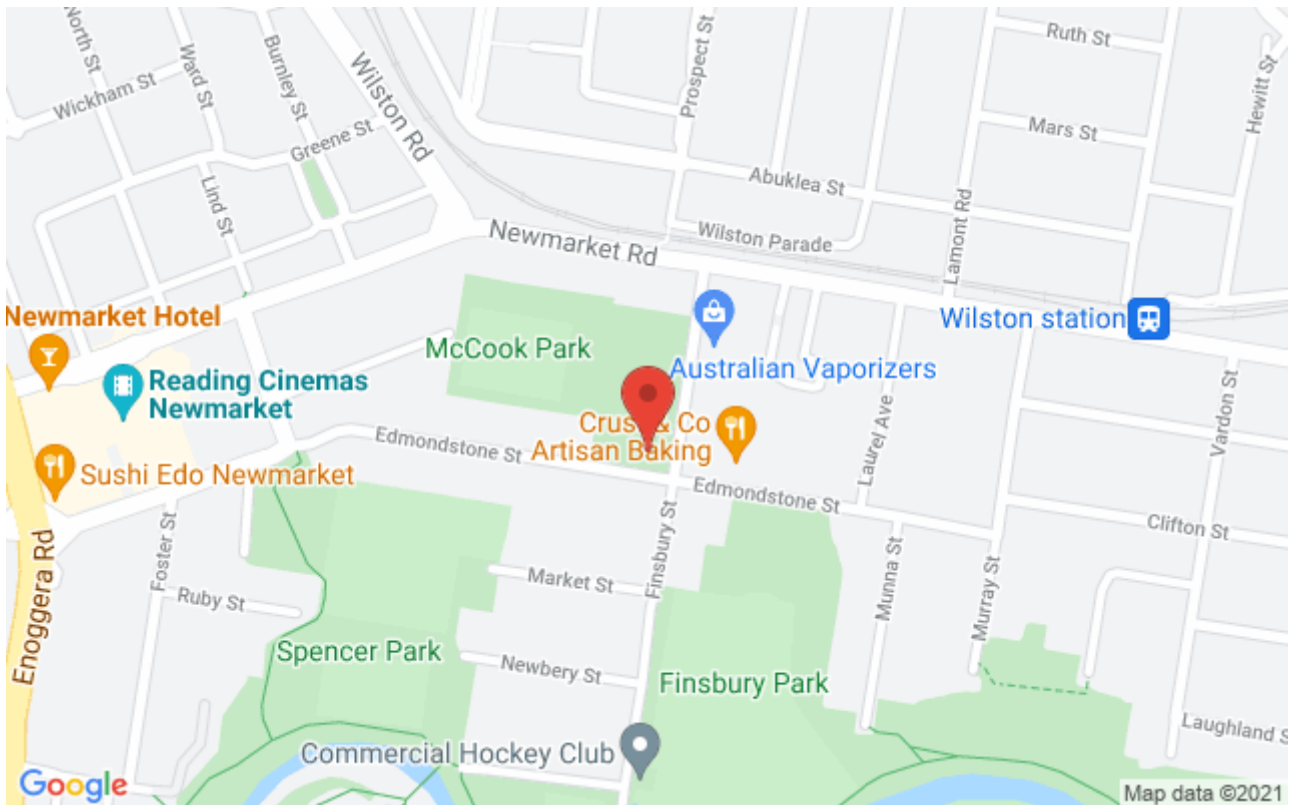 North St
Ward St
Burnley St
Wilston Rd
Prospect St
Ruth St
Hewitt St
Wickham St
Greene St
Mars St
Abuklea St
Lind St
Lamont Rd
Newmarket Rd
Wilston Parade
Newmarket Hotel
Wilston station
McCook Park
Australian Vaporizers
Reading Cinemas
Newmarket
Vardon St
Laurel Ave
Co
Artisan Baking
Edmondstone St
Sushi Edo Newmarket
Edmondstone St
Clifton St
Enoggera Rd
Foster St
Finsbury St
Market St
Munna St
Murray St
Ruby St
Spencer Park
Newbery St
Finsbury Park
Laughland S
Commercial Hockey Club
Google
Map data ©2021